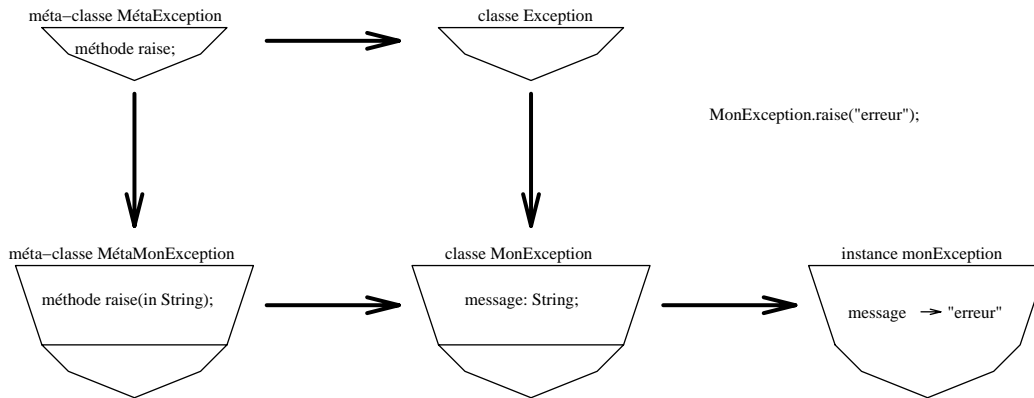 méta−classe MétaException
classe Exception
méthode raise;
MonException.raise("erreur");
méta−classe MétaMonException
classe MonException
instance monException
méthode raise(in String);
message: String;
message → "erreur"